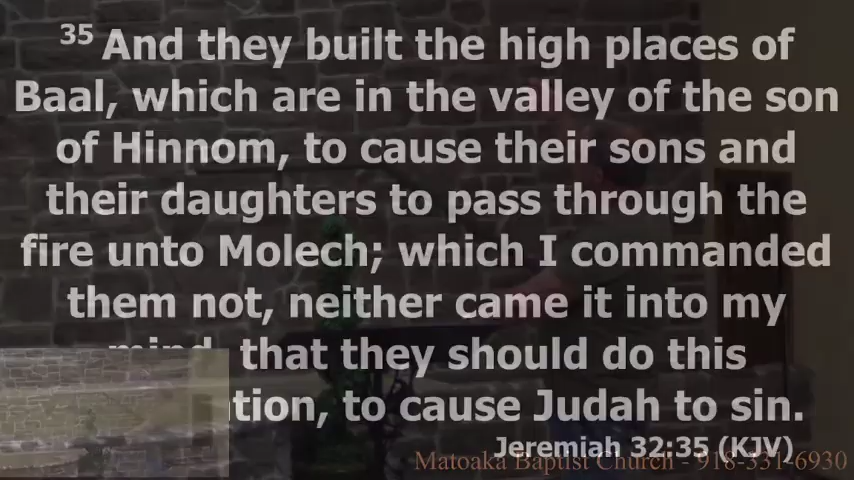 35 And they built the high places of
Baal, which are in the valley of the son
of Hinnom, to cause their sons and
their daughters to pass through the
fire unto Molech; which I commanded
them not, neither came it into my
mind, that they should do this
tion, to cause Judah to sin.
Jeremiah 32:35 (KJV)
Matoaka Baptist Church - 918-331-6930